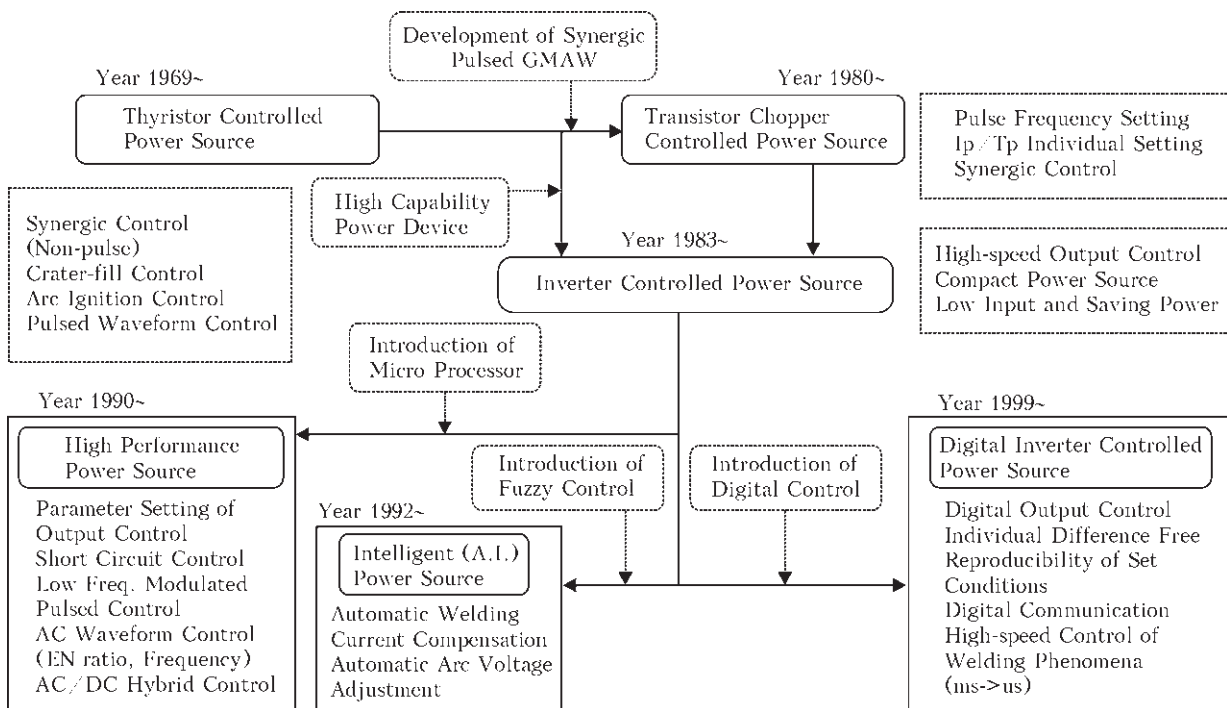 Development of Synergic
Pulsed GMAW
Year 1969~
Year 1980~
Thyristor Controlled
Power Source
Transistor Chopper
Controlled Power Source
Pulse Frequency Setting
Ip/Tp Individual Setting
Synergic Control
High Capability
Power Device
Synergic Control
(Non-pulse)
Crater-fill Control
Arc Ignition Control
Pulsed Waveform Control
Year 1983~
Inverter Controlled Power Source
High-speed Output Control
Compact Power Source
Low Input and Saving Power
Introduction of
Micro Processor
Year 1990~
High Performance
Power Source
Parameter Setting of
Output Control
Short Circuit Control
Low Freq. Modulated
Pulsed Control
AC Waveform Control
(EN ratio, Frequency)
AC/DC Hybrid Control
Introduction of
Fuzzy Control
Introduction of
Digital Control
Year 1992~
Intelligent (A.I.)
Power Source
Automatic Welding
Current Compensation
Automatic Arc Voltage
Adjustment
Year 1999~
Digital Inverter Controlled
Power Source
Digital Output Control
Individual Difference Free
Reproducibility of Set
Conditions
Digital Communication
High-speed Control of
Welding Phenomena
(ms->us)